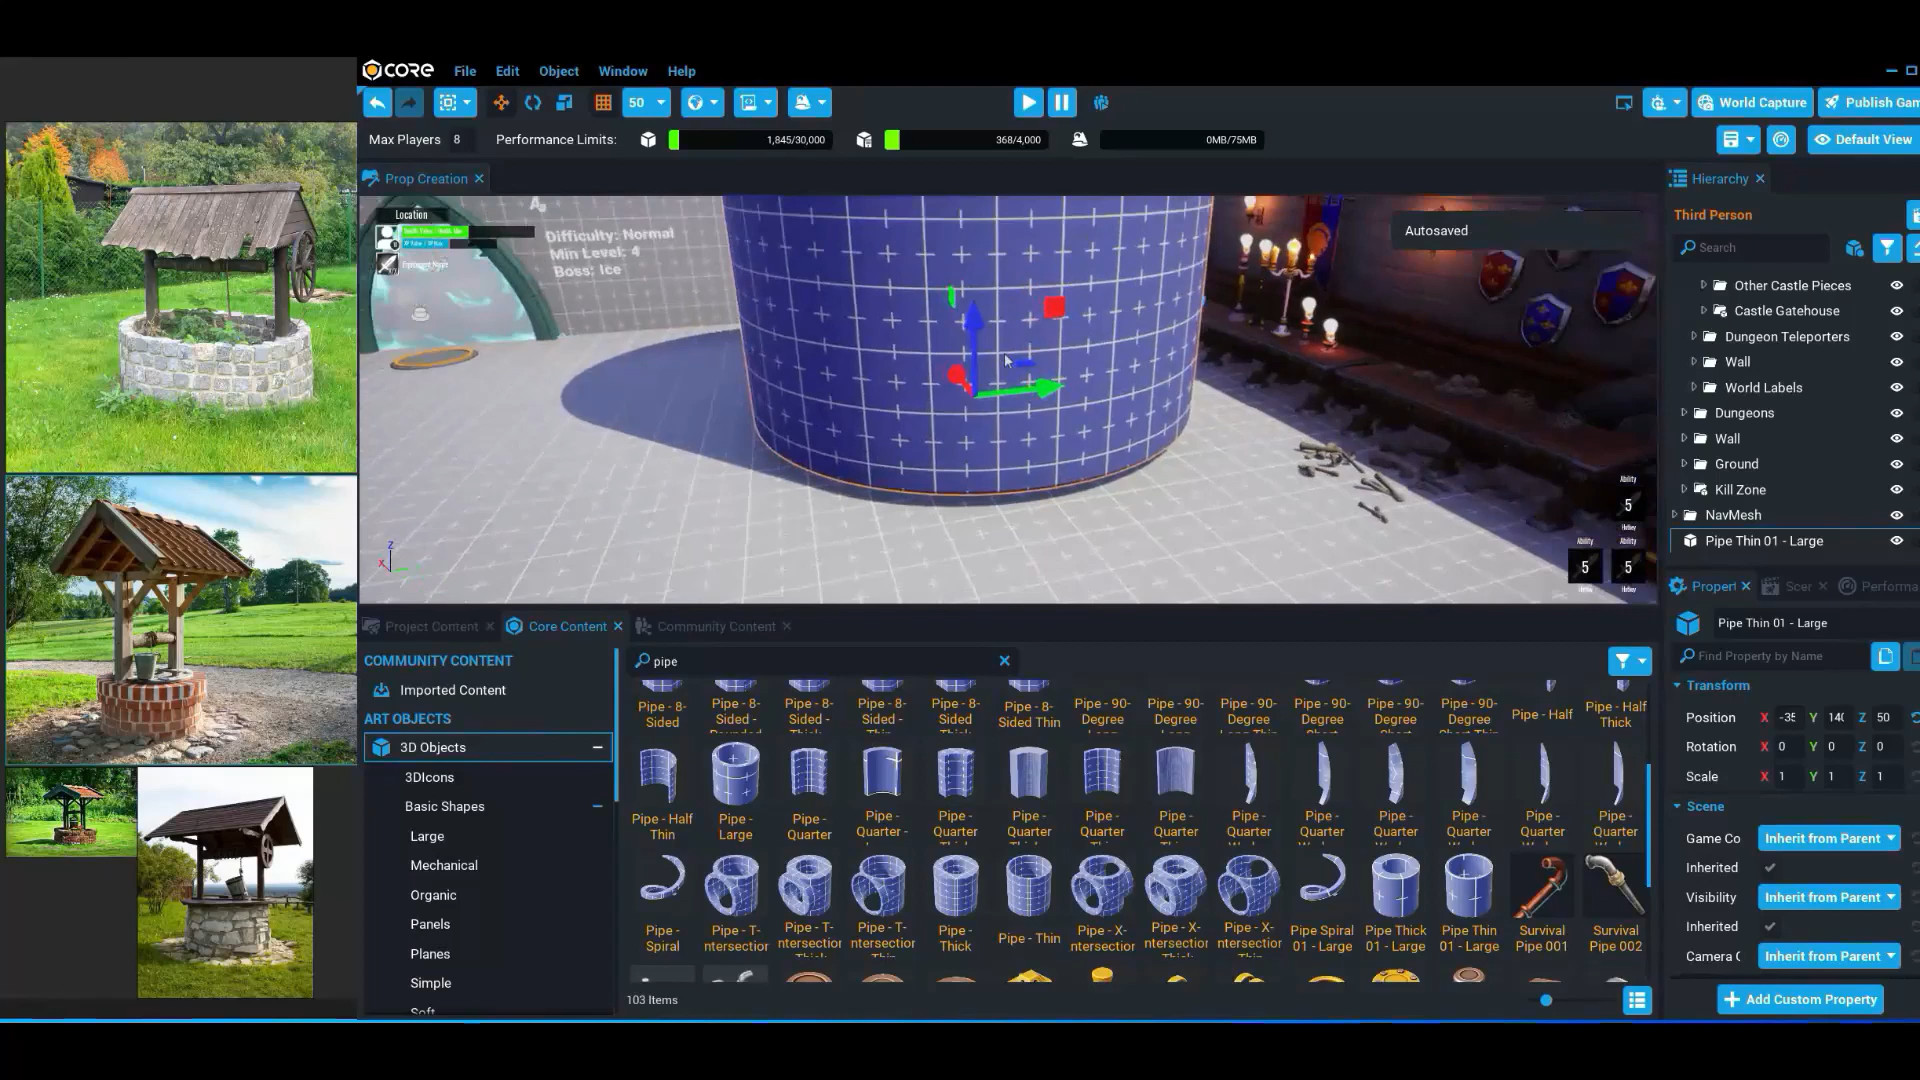 CORE File Edit Object Window Help
50 World Capture Publish Gam
Max Players 8 Performance Limits: 1,845/30,000 368/4,000 0MB/75MB Default View
Prop Creation
Hierarchy
Location
Difficulty: Normal
Min Level: 4
Boss: Ice
Autosaved
Third Person
Search
Other Castle Pieces
Castle Gatehouse
Dungeon Teleporters
Wall
World Labels
Dungeons
Wall
Ground
Kill Zone
NavMesh
Pipe Thin 01 - Large
Ability
5
Ability Ability
5 5
Z
X
Project Content Core Content Community Content
COMMUNITY CONTENT
Imported Content
ART OBJECTS
3D Objects
3DIcons
Basic Shapes
Large
Mechanical
Organic
Panels
Planes
Simple
Soft
pipe
Pipe - 8-Sided
Pipe - 8-Sided -
Pipe - 8-Sided -
Pipe - 8-Sided -
Pipe - 8-Sided Thick
Pipe - 8-Sided Thin
Pipe - 90-Degree
Pipe - 90-Degree
Pipe - 90-Degree
Pipe - 90-Degree
Pipe - 90-Degree
Pipe - 90-Degree
Pipe - Half
Pipe - Half Thick
Pipe - Half Thin
Pipe - Large
Pipe - Quarter
Pipe - Quarter -
Pipe - Quarter
Pipe - Quarter
Pipe - Quarter
Pipe - Quarter
Pipe - Quarter
Pipe - Quarter
Pipe - Quarter
Pipe - Quarter
Pipe - Quarter
Pipe - Quarter
Pipe - Spiral
Pipe - T-ntersection
Pipe - T-ntersection
Pipe - T-ntersection
Pipe - Thick
Pipe - Thin
Pipe - X-ntersection
Pipe - X-ntersection
Pipe - X-ntersection
Pipe Spiral 01 - Large
Pipe Thick 01 - Large
Pipe Thin 01 - Large
Survival Pipe 001
Survival Pipe 002
103 Items
Propert Scer Performa
Pipe Thin 01 - Large
Find Property by Name
Transform
Position X -35 Y 140 Z 50
Rotation X 0 Y 0 Z 0
Scale X 1 Y 1 Z 1
Scene
Game Co Inherit from Parent
Inherited
Visibility Inherit from Parent
Inherited
Camera C Inherit from Parent
Add Custom Property